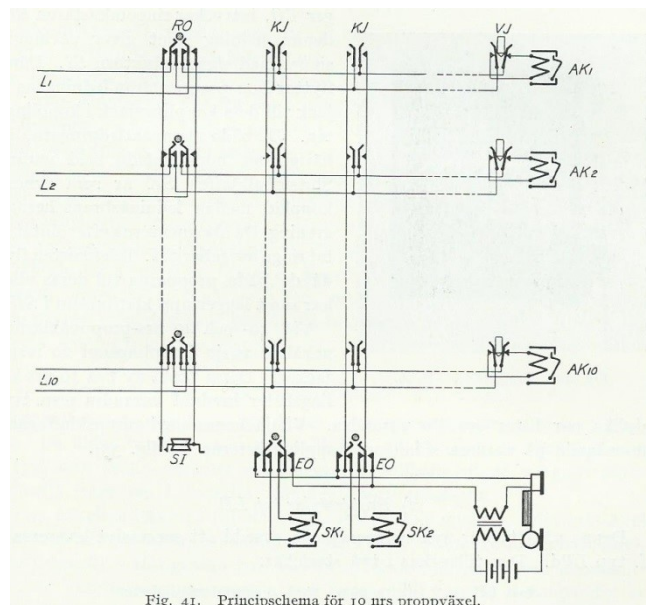 RO KJ KJ VJ
L1 AK1
L2 AK2
L10 AK10
SI EO EO
SK1 SK2
Fig. 41. Principschema för 10 nrs proppväxel.